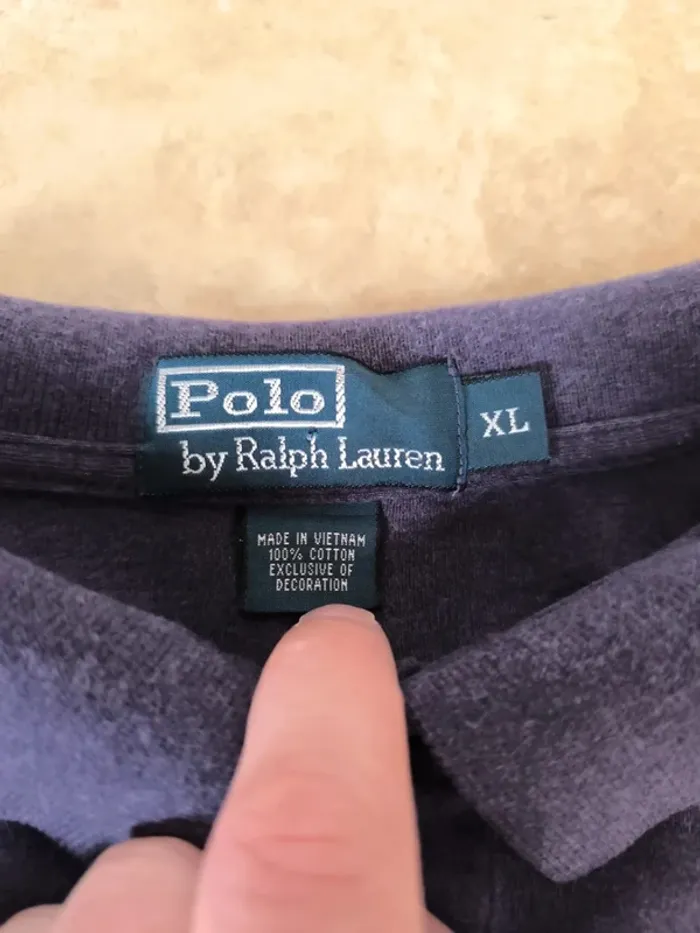 Polo
by Ralph Lauren
XL
MADE IN VIETNAM
100% COTTON
EXCLUSIVE OF
DECORATION